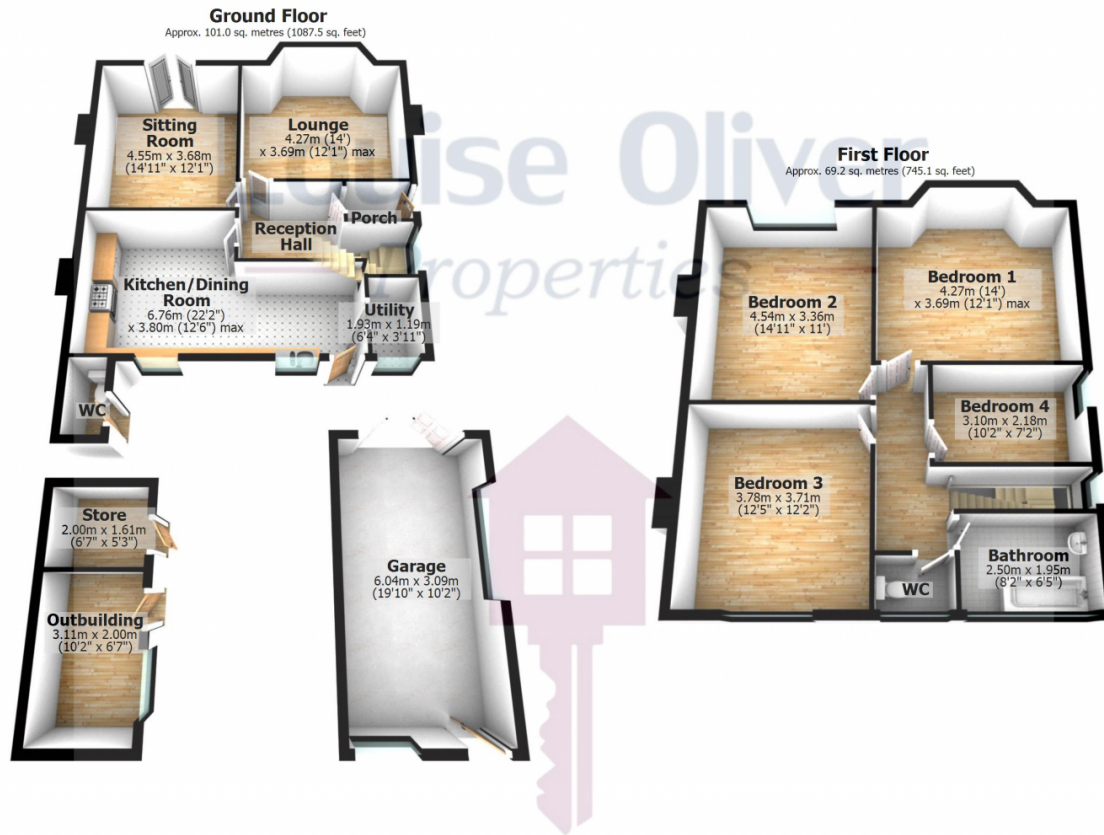 Ground Floor
Approx. 101.0 sq. metres (1087.5 sq. feet)
Sitting
Room
4.55m x 3.68m
(14'11" x 12'1")
Lounge
4.27m (14')
x 3.69m (12'1") max
Porch
Reception
Hall
Kitchen/Dining
Room
6.76m (22'2")
x 3.80m (12'6") max
Utility
1.93m x 1.19m
(6'4" x 3'11")
WC
Store
2.00m x 1.61m
(6'7" x 5'3")
Outbuilding
3.11m x 2.00m
(10'2" x 6'7")
Garage
6.04m x 3.09m
(19'10" x 10'2")
Louise Oliver
Properties
First Floor
Approx. 69.2 sq. metres (745.1 sq. feet)
Bedroom 2
4.54m x 3.36m
(14'11" x 11')
Bedroom 1
4.27m (14')
x 3.69m (12'1") max
Bedroom 4
3.10m x 2.18m
(10'2" x 7'2")
Bedroom 3
3.78m x 3.71m
(12'5" x 12'2")
Bathroom
2.50m x 1.95m
(8'2" x 6'5")
WC